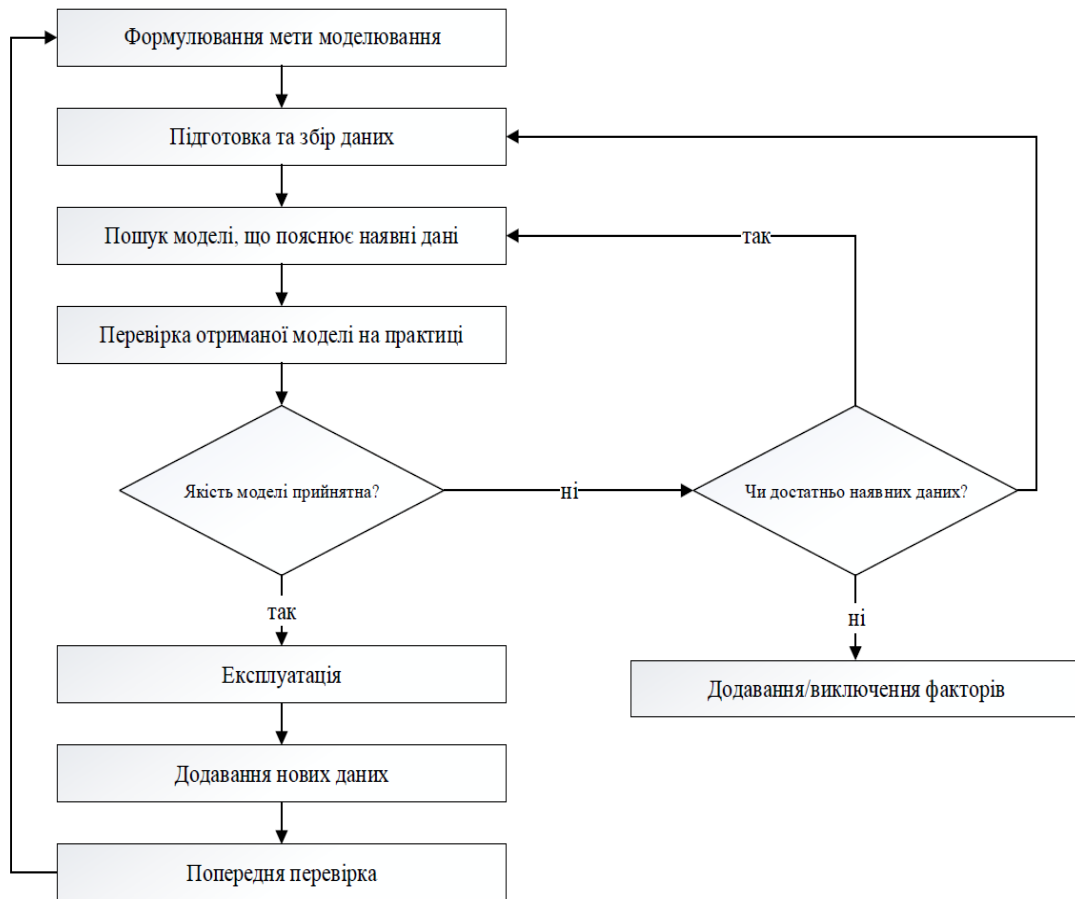 Формулювання мети моделювання
Підготовка та збір даних
Пошук моделі, що пояснює наявні дані
так
Перевірка отриманої моделі на практиці
Якість моделі прийнятна?
ні
Чи достатньо наявних даних?
так
ні
Експлуатація
Додавання/виключення факторів
Додавання нових даних
Попередня перевірка